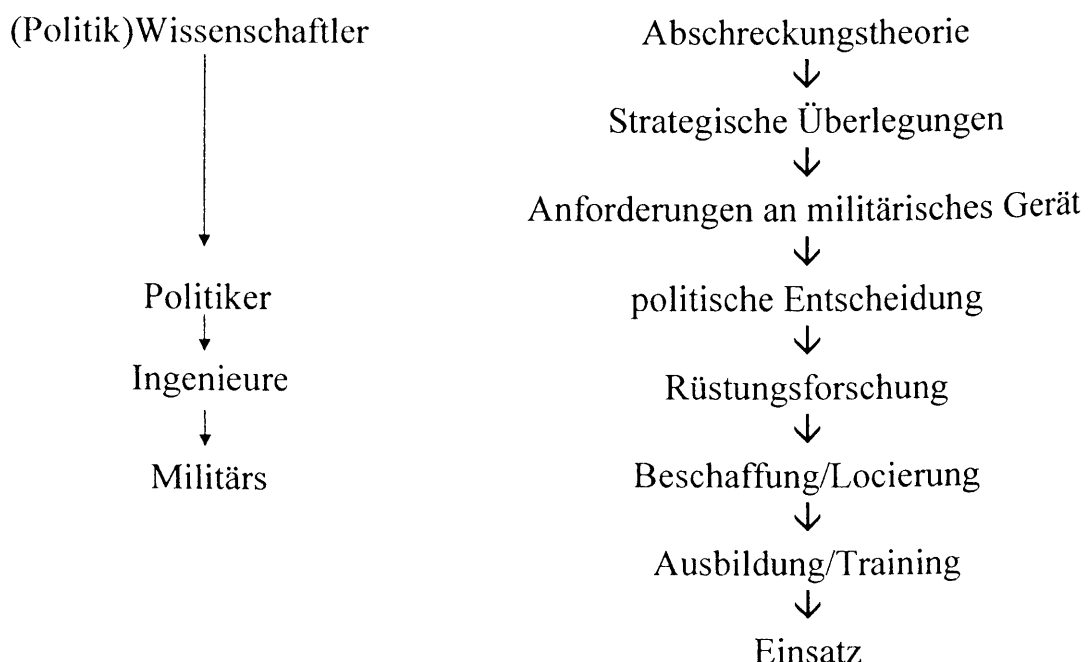 (Politik)Wissenschaftler
Abschreckungstheorie
Strategische Überlegungen
Anforderungen an militärisches Gerät
Politiker
politische Entscheidung
Ingenieure
Rüstungsforschung
Militärs
Beschaffung/Locierung
Ausbildung/Training
Einsatz